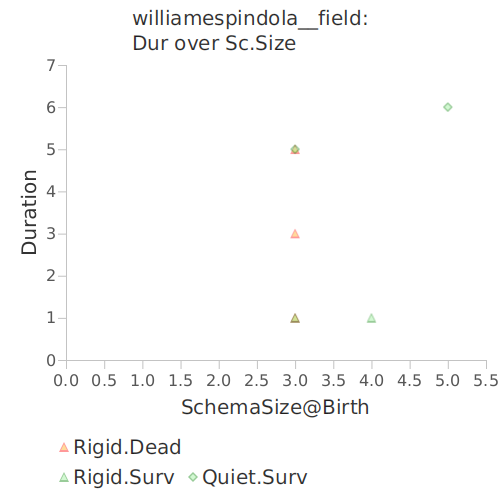 williamespindola__field:
Dur over Sc.Size
7
6
5
4
3
2
1
0
Duration
0.0 0.5 1.0 1.5 2.0 2.5 3.0 3.5 4.0 4.5 5.0 5.5
SchemaSize@Birth
Rigid.Dead
Rigid.Surv Quiet.Surv